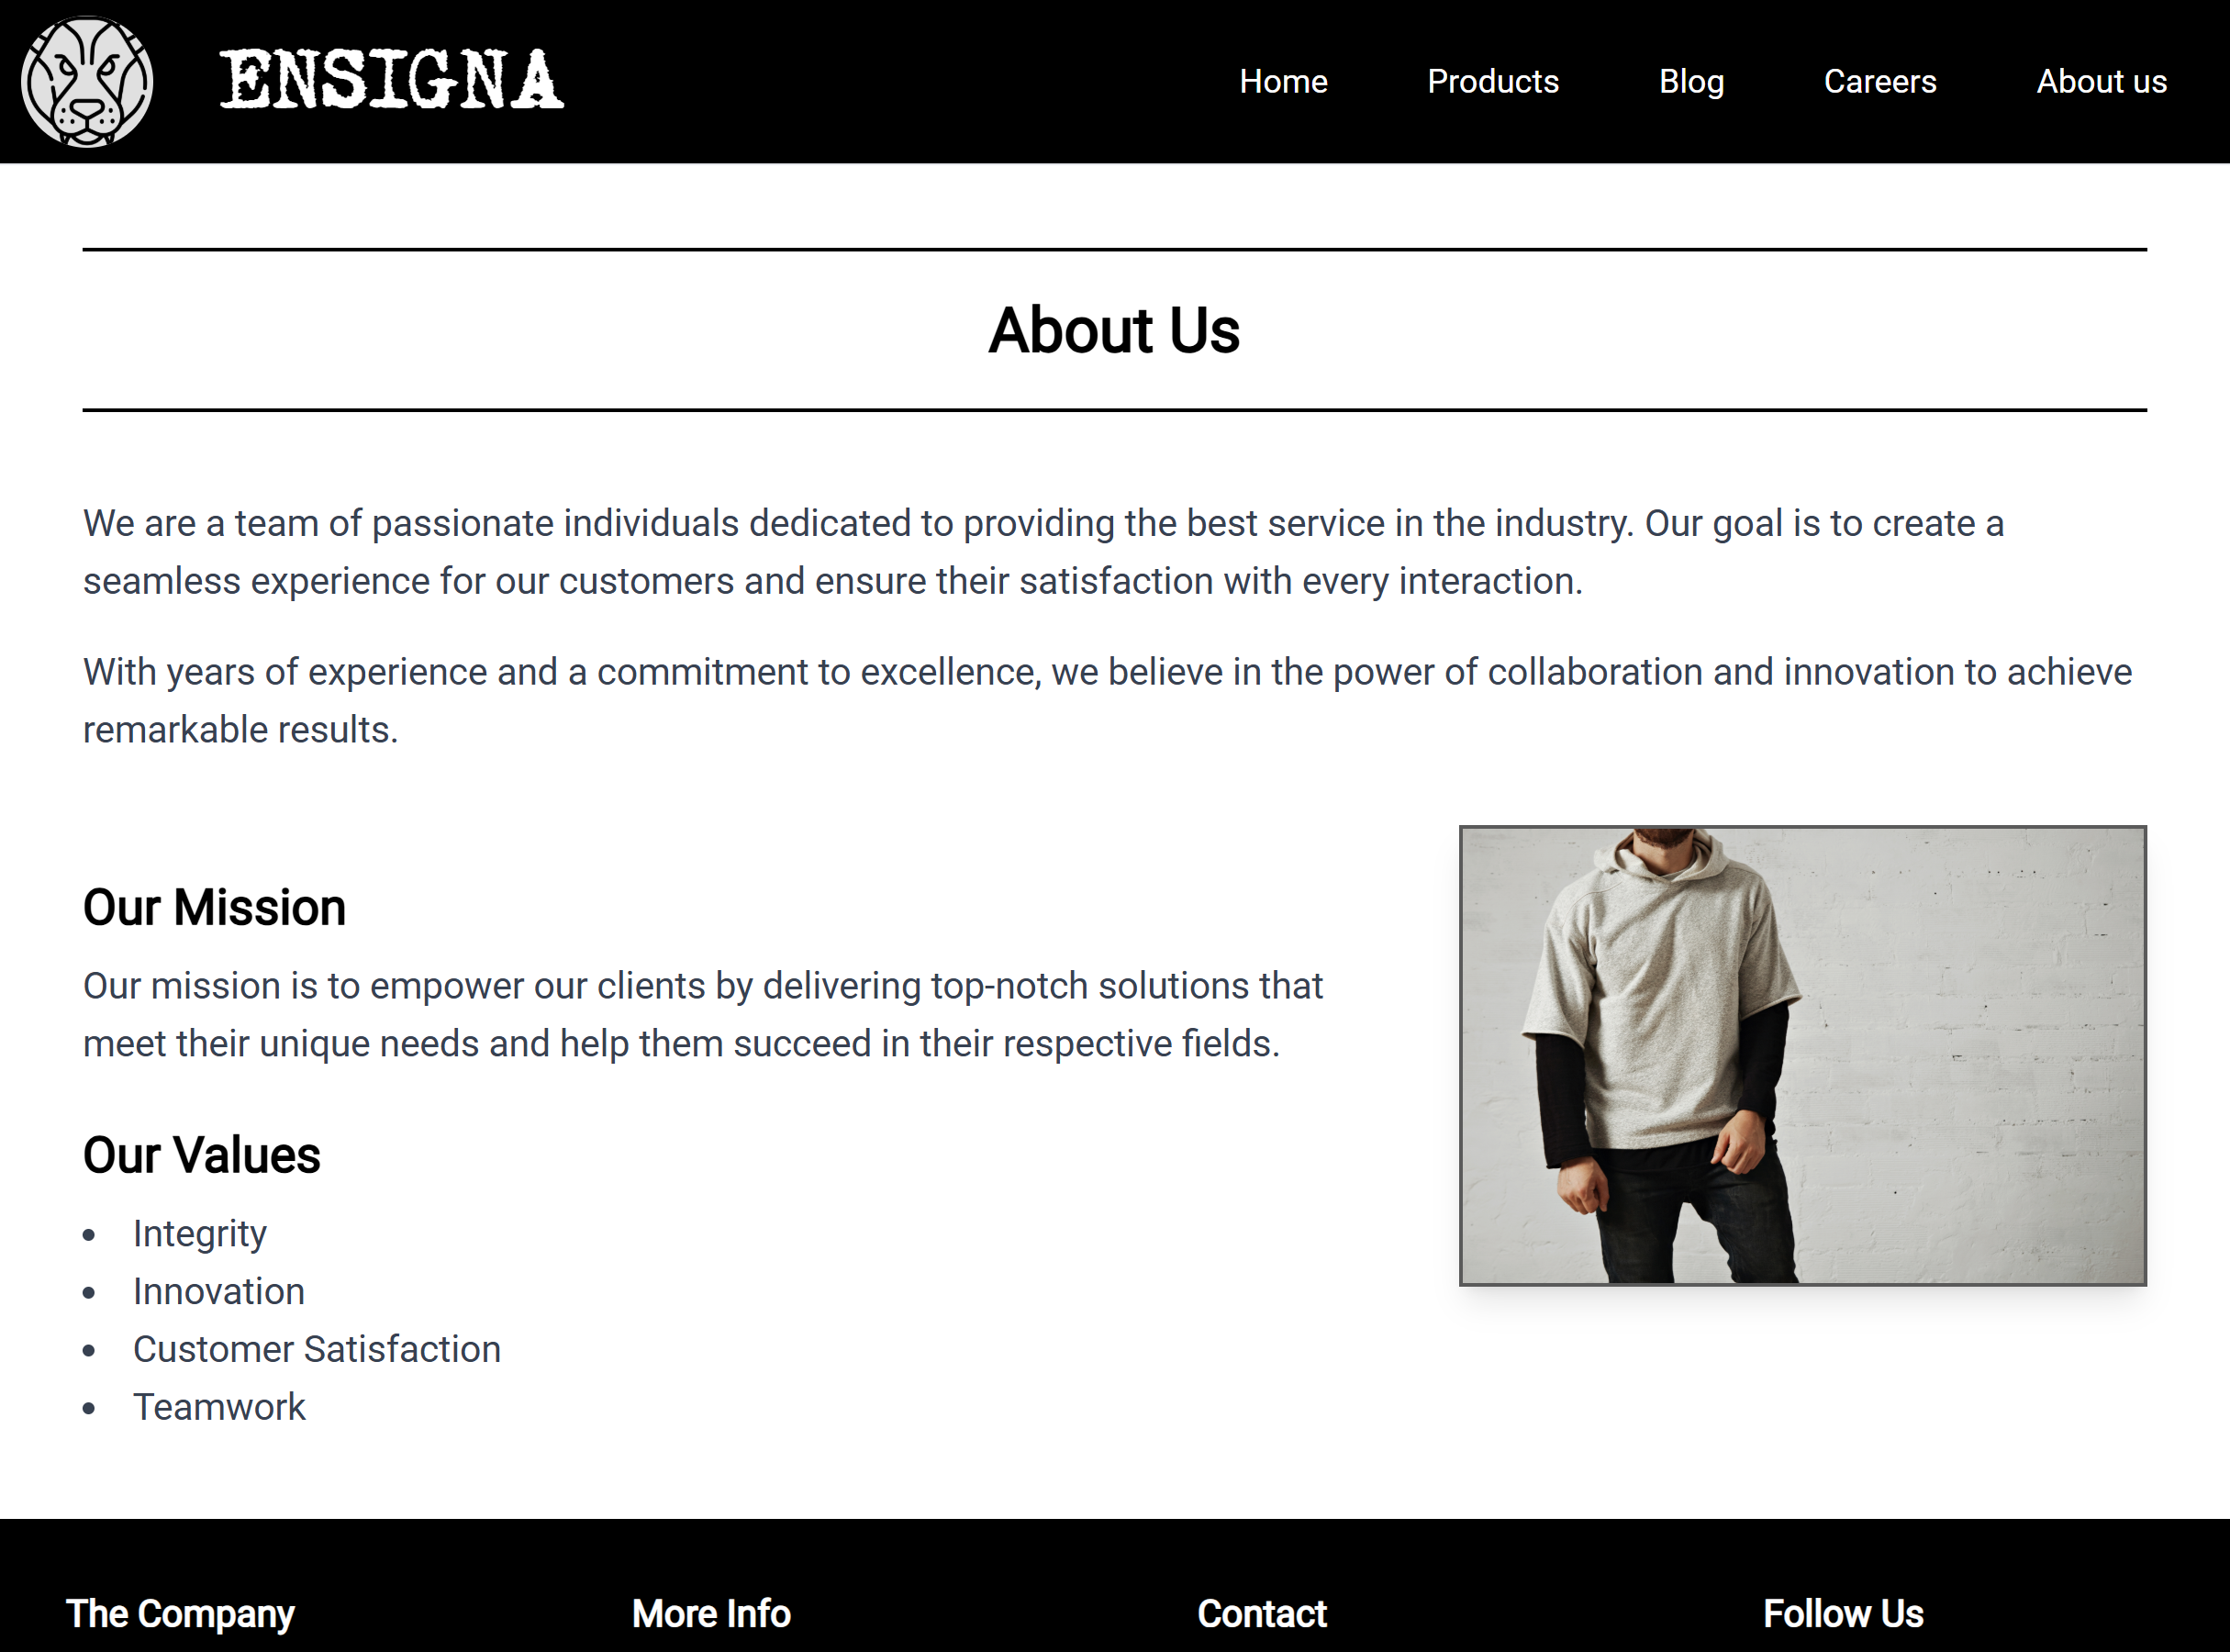 ENSIGNA
Home Products Blog Careers About us
About Us
We are a team of passionate individuals dedicated to providing the best service in the industry. Our goal is to create a
seamless experience for our customers and ensure their satisfaction with every interaction.
With years of experience and a commitment to excellence, we believe in the power of collaboration and innovation to achieve
remarkable results.
Our Mission
Our mission is to empower our clients by delivering top-notch solutions that
meet their unique needs and help them succeed in their respective fields.
Our Values
• Integrity
• Innovation
• Customer Satisfaction
• Teamwork
The Company More Info Contact Follow Us